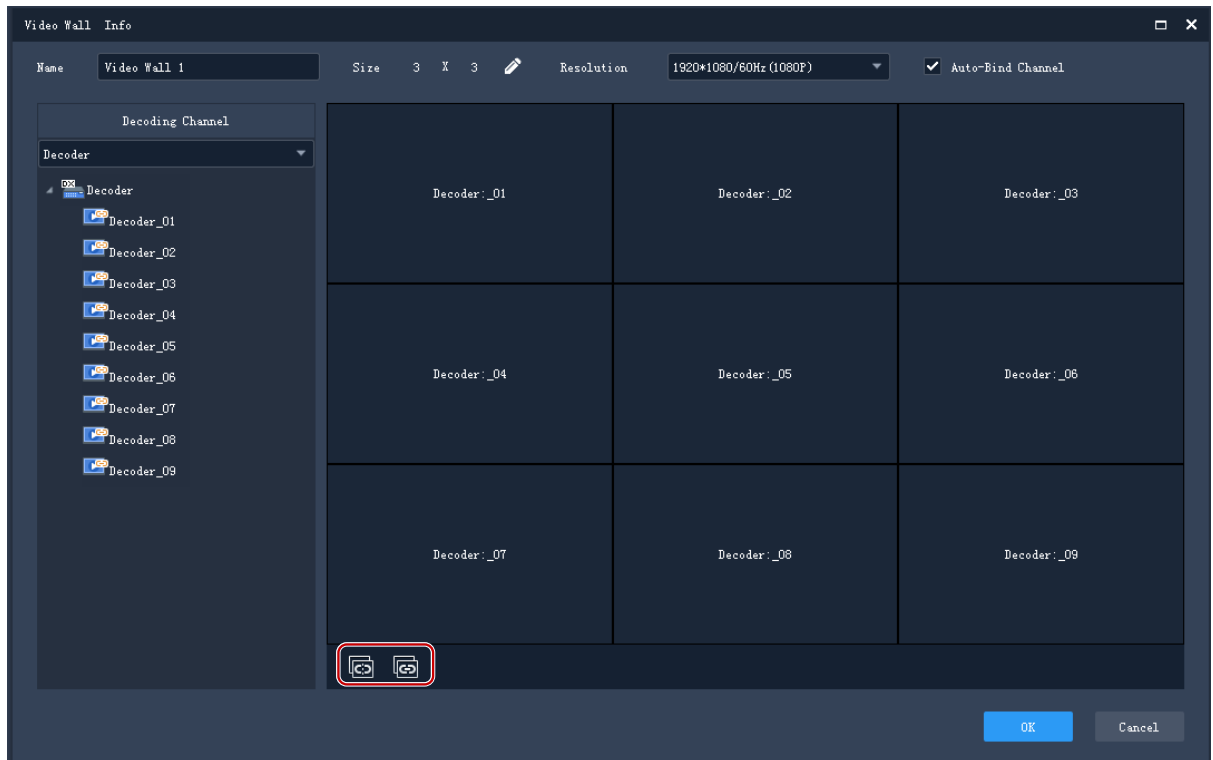 Video Wall Info
Name Video Wall 1 Size 3 X 3 Resolution 1920*1080/60Hz(1080P) Auto-Bind Channel
Decoding Channel
Decoder
DX Decoder
Decoder_01
Decoder_02
Decoder_03
Decoder_04
Decoder_05
Decoder_06
Decoder_07
Decoder_08
Decoder_09
Decoder:_01 Decoder:_02 Decoder:_03
Decoder:_04 Decoder:_05 Decoder:_06
Decoder:_07 Decoder:_08 Decoder:_09
OK Cancel